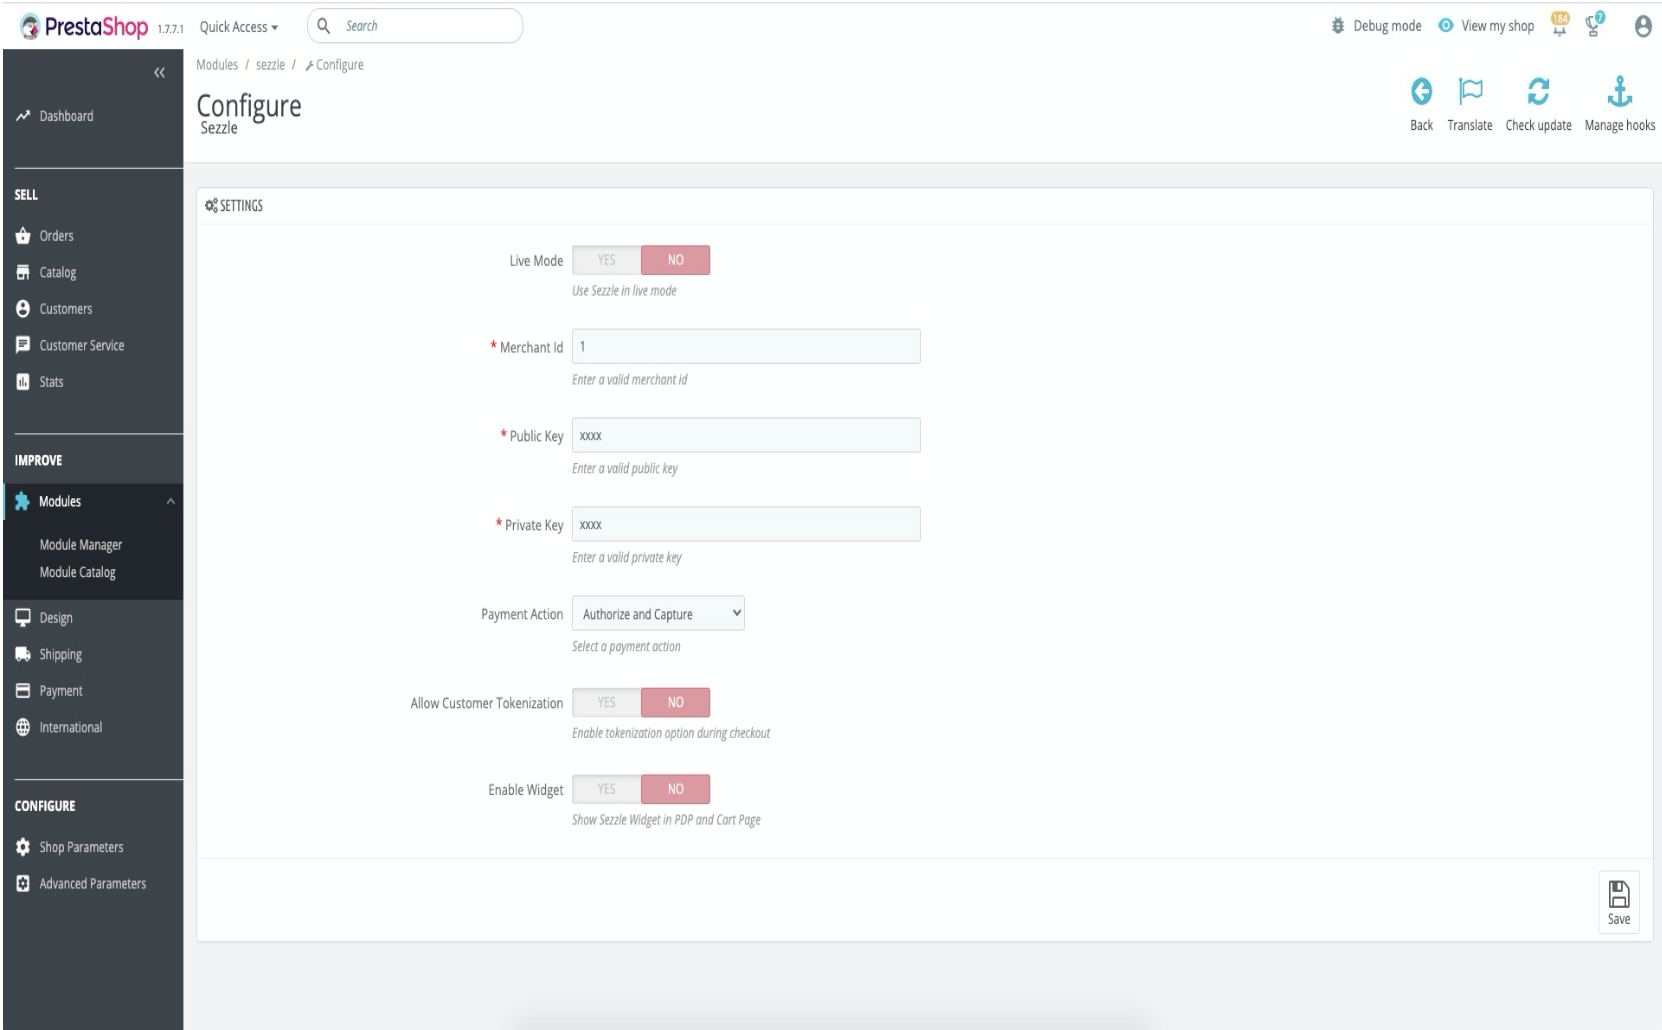 PrestaShop 1.7.7.1 Quick Access Search Debug mode View my shop 184 7
Modules / sezzle / Configure
Configure
Sezzle
Back Translate Check update Manage hooks
Dashboard
SELL
Orders
Catalog
Customers
Customer Service
Stats
IMPROVE
Modules
Module Manager
Module Catalog
Design
Shipping
Payment
International
CONFIGURE
Shop Parameters
Advanced Parameters
SETTINGS
Live Mode YES NO
Use Sezzle in live mode
* Merchant Id 1
Enter a valid merchant id
* Public Key xxxx
Enter a valid public key
* Private Key xxxx
Enter a valid private key
Payment Action Authorize and Capture
Select a payment action
Allow Customer Tokenization YES NO
Enable tokenization option during checkout
Enable Widget YES NO
Show Sezzle Widget in PDP and Cart Page
Save